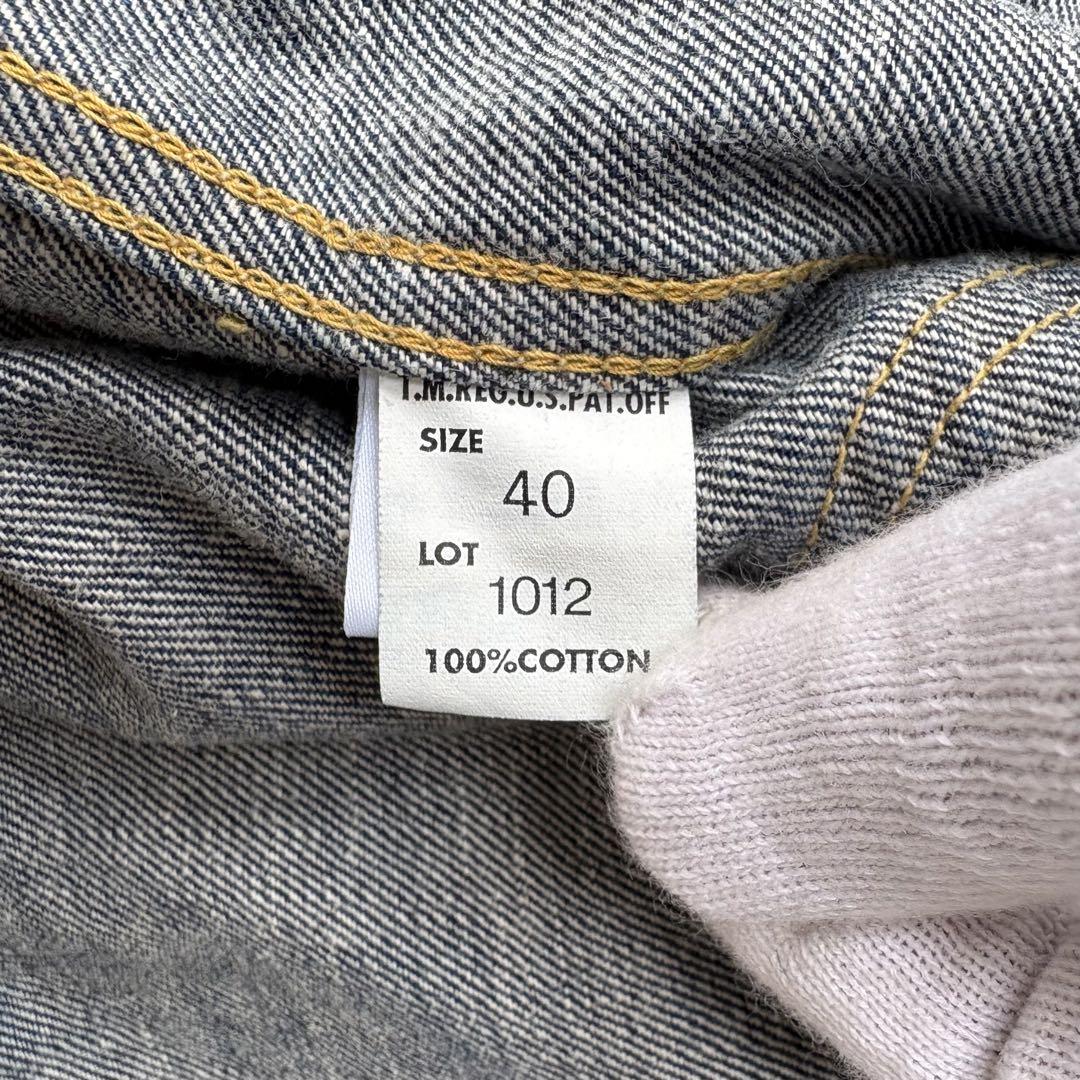 T.M.REG.U.S.PAT.OFF
SIZE
40
LOT
1012
100%COTTON